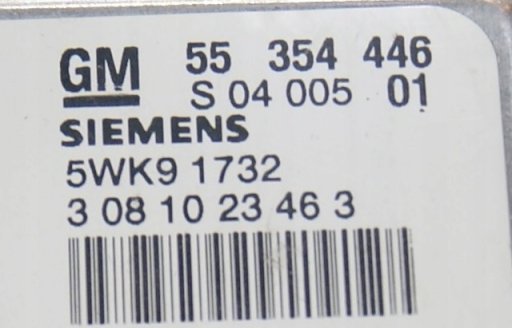 GM 55 354 446
S 04 005 01
SIEMENS
5WK9 1732
3 08 10 23 46 3